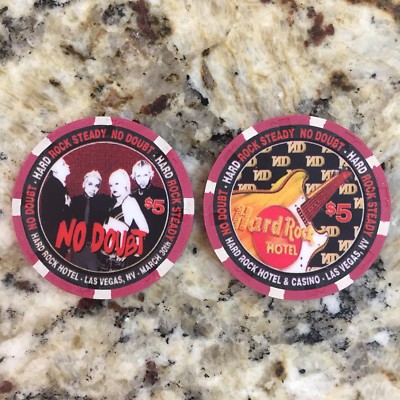 NO DOUBT · HARD ROCK STEADY NO DOUBT · HARD ROCK STEADY
$5
NO DOUBT
HARD ROCK HOTEL · LAS VEGAS, NV · MARCH 30th
NO DOUBT · HARD ROCK STEADY NO DOUBT · HARD ROCK STEADY
ND ND ND
$5
Hard Rock
HOTEL
HARD ROCK HOTEL & CASINO · LAS VEGAS, NV